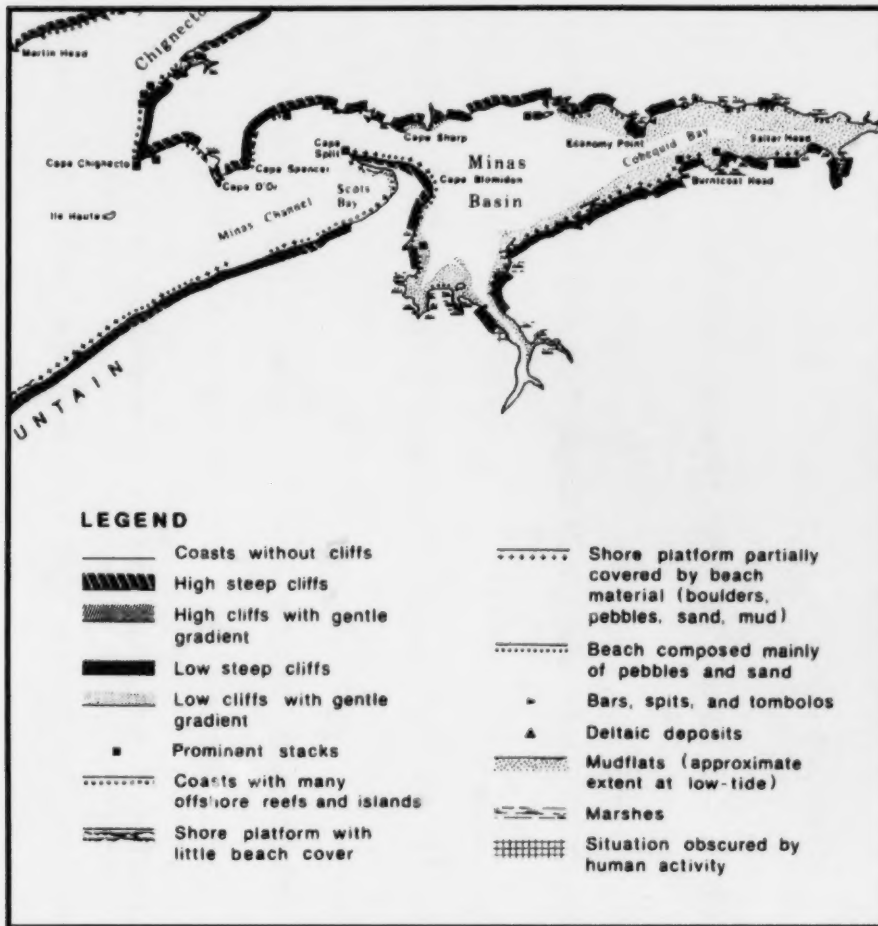 Chignecto
Martin Head
Cape Sharp
Economy Point
Cobequid Bay
Salter Head
Cape Split
Minas
Cape Chignecto
Cape Spencer
Cape Blomidon
Burntcoat Head
Cape D'Or
Scots Bay
Basin
Ile Haute
Minas Channel
UNTAIN
LEGEND
Coasts without cliffs
High steep cliffs
High cliffs with gentle
gradient
Low steep cliffs
Low cliffs with gentle
gradient
Prominent stacks
Coasts with many
offshore reefs and islands
Shore platform with
little beach cover
Shore platform partially
covered by beach
material (boulders,
pebbles, sand, mud)
Beach composed mainly
of pebbles and sand
Bars, spits, and tombolos
Deltaic deposits
Mudflats (approximate
extent at low-tide)
Marshes
Situation obscured by
human activity